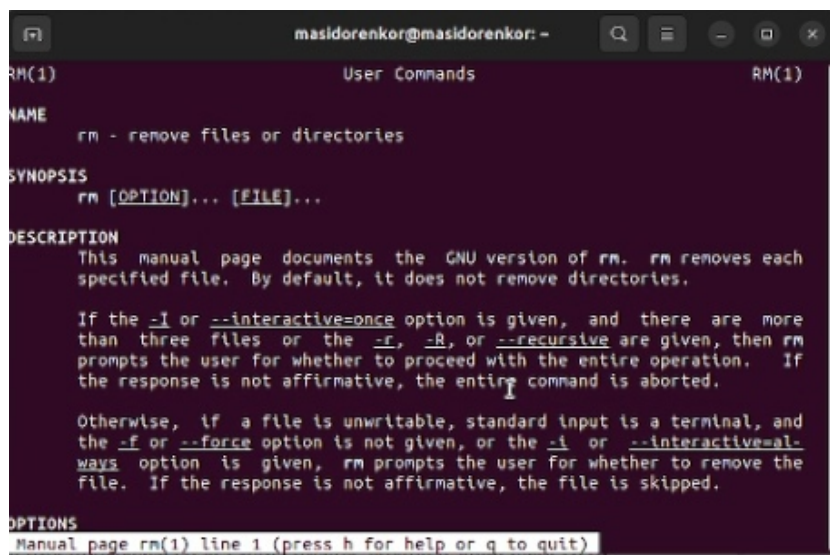 masidorenkor@masidorenkor: ~
RM(1) User Commands RM(1)
NAME
rm - remove files or directories
SYNOPSIS
rm [OPTION]... [FILE]...
DESCRIPTION
This manual page documents the GNU version of rm. rm removes each
specified file. By default, it does not remove directories.
If the -I or --interactive=once option is given, and there are more
than three files or the -r, -R, or --recursive are given, then rm
prompts the user for whether to proceed with the entire operation. If
the response is not affirmative, the entire command is aborted.
Otherwise, if a file is unwritable, standard input is a terminal, and
the -f or --force option is not given, or the -i or --interactive=al-
ways option is given, rm prompts the user for whether to remove the
file. If the response is not affirmative, the file is skipped.
OPTIONS
Manual page rm(1) line 1 (press h for help or q to quit)